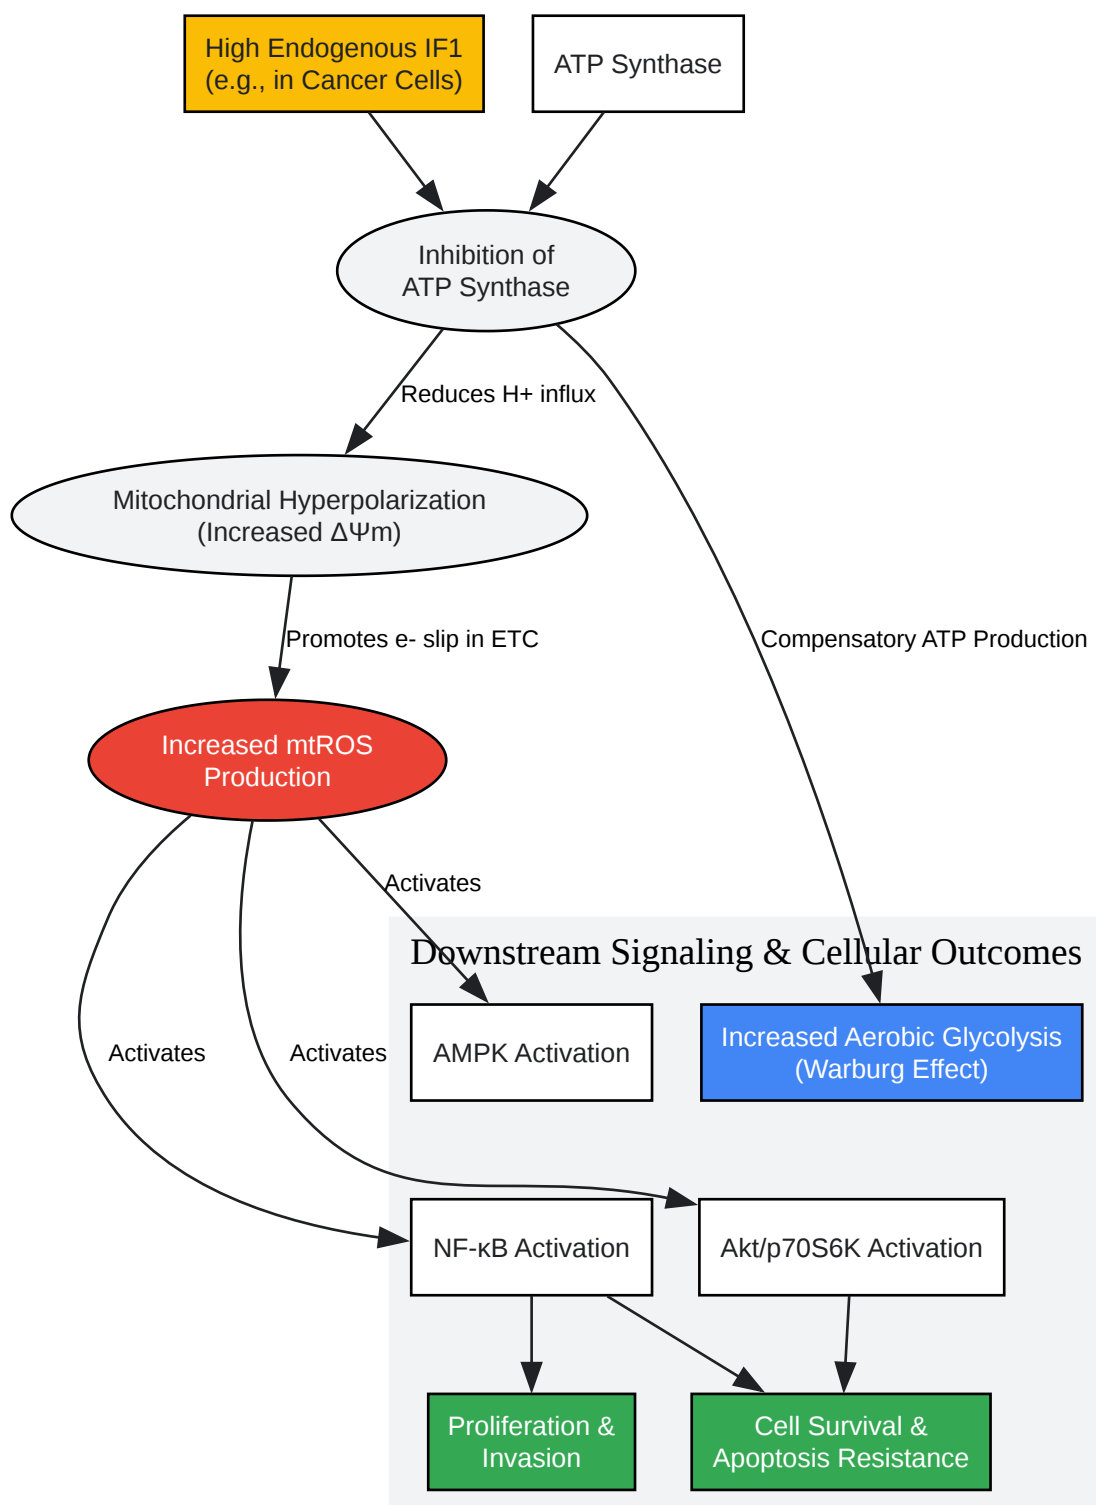 High Endogenous IF1
(e.g., in Cancer Cells)
ATP Synthase
Inhibition of
ATP Synthase
Reduces H+ influx
Mitochondrial Hyperpolarization
(Increased ΔΨm)
Promotes e- slip in ETC
Compensatory ATP Production
Increased mtROS
Production
Activates
Downstream Signaling & Cellular Outcomes
Activates
Activates
AMPK Activation
Increased Aerobic Glycolysis
(Warburg Effect)
NF-κB Activation
Akt/p70S6K Activation
Proliferation &
Invasion
Cell Survival &
Apoptosis Resistance